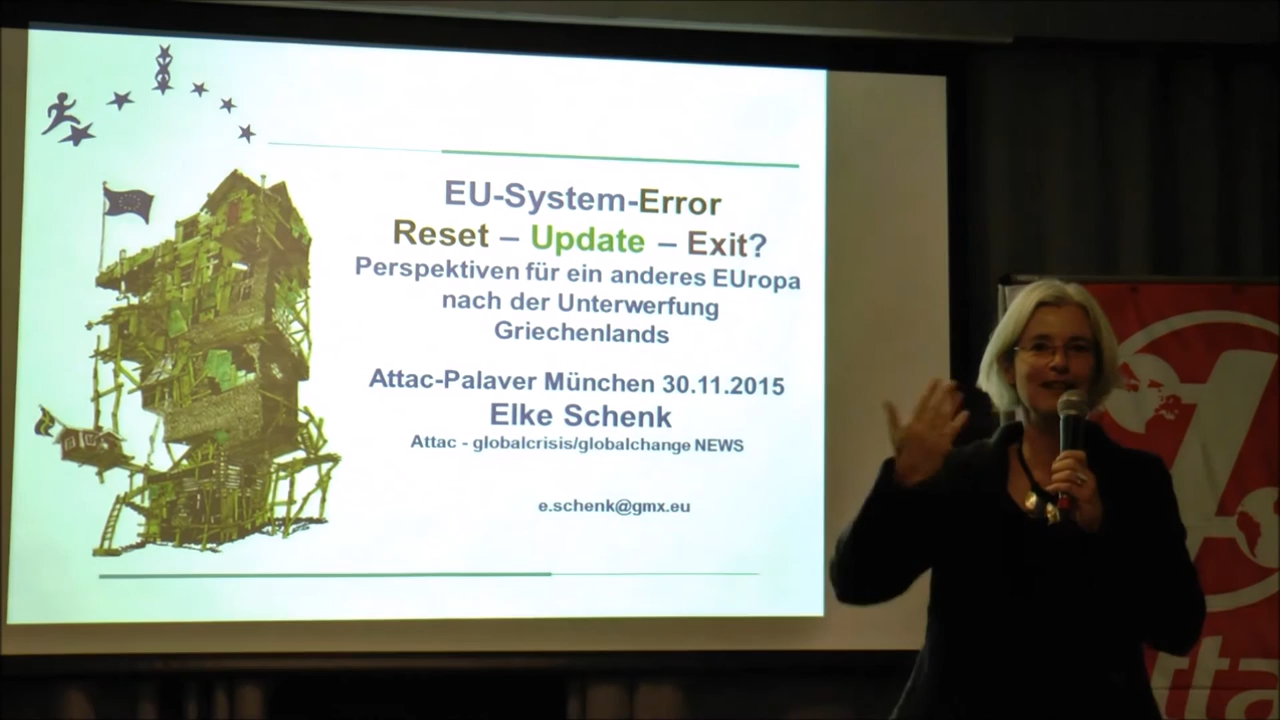 EU-System-Error
Reset – Update – Exit?
Perspektiven für ein anderes EUropa
nach der Unterwerfung
Griechenlands
Attac-Palaver München 30.11.2015
Elke Schenk
Attac - globalcrisis/globalchange NEWS
e.schenk@gmx.eu